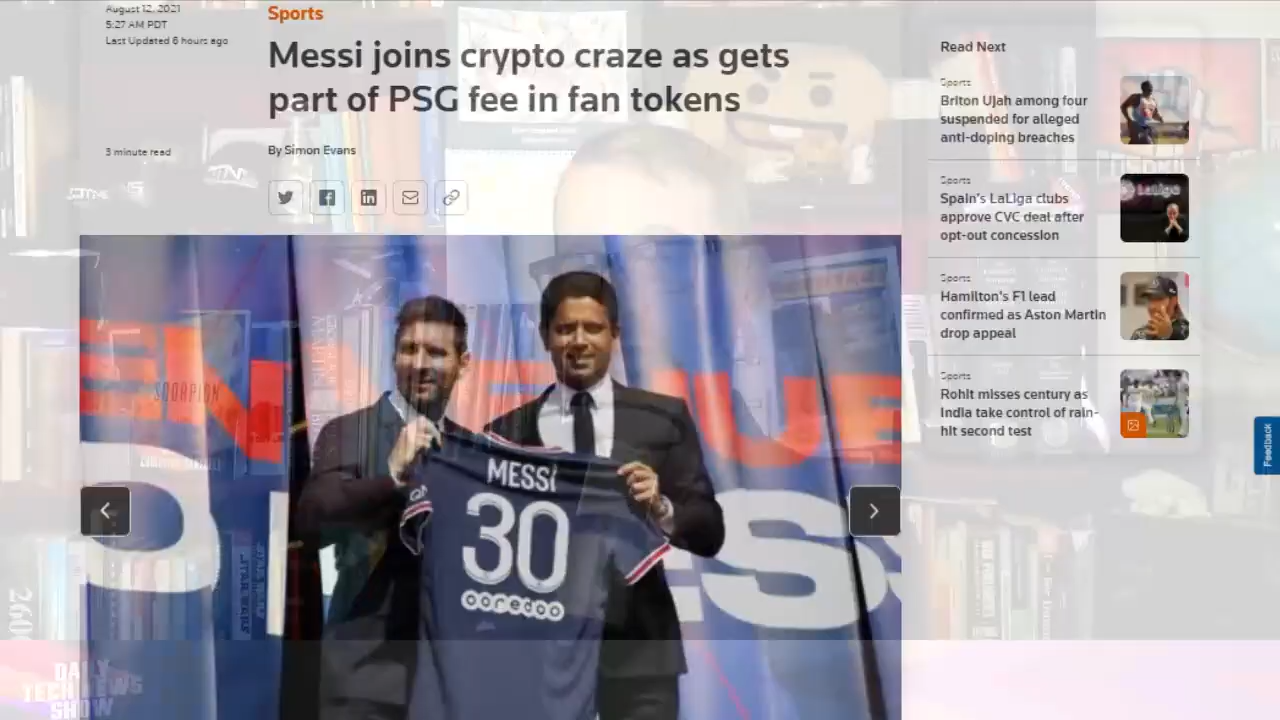 August 12, 2021
5:27 AM PDT
Last Updated 6 hours ago
Sports
Messi joins crypto craze as gets
part of PSG fee in fan tokens
3 minute read
By Simon Evans
Read Next
Sports
Briton Ujah among four
suspended for alleged
anti-doping breaches
Sports
Spain's LaLiga clubs
approve CVC deal after
opt-out concession
LaLiga
Sports
Hamilton's F1 lead
confirmed as Aston Martin
drop appeal
Sports
Rohit misses century as
India take control of rain-
hit second test
Feedback
SCORPION
MESSI
30
ooredoo
2600
DAILY
TECH NEWS
SHOW